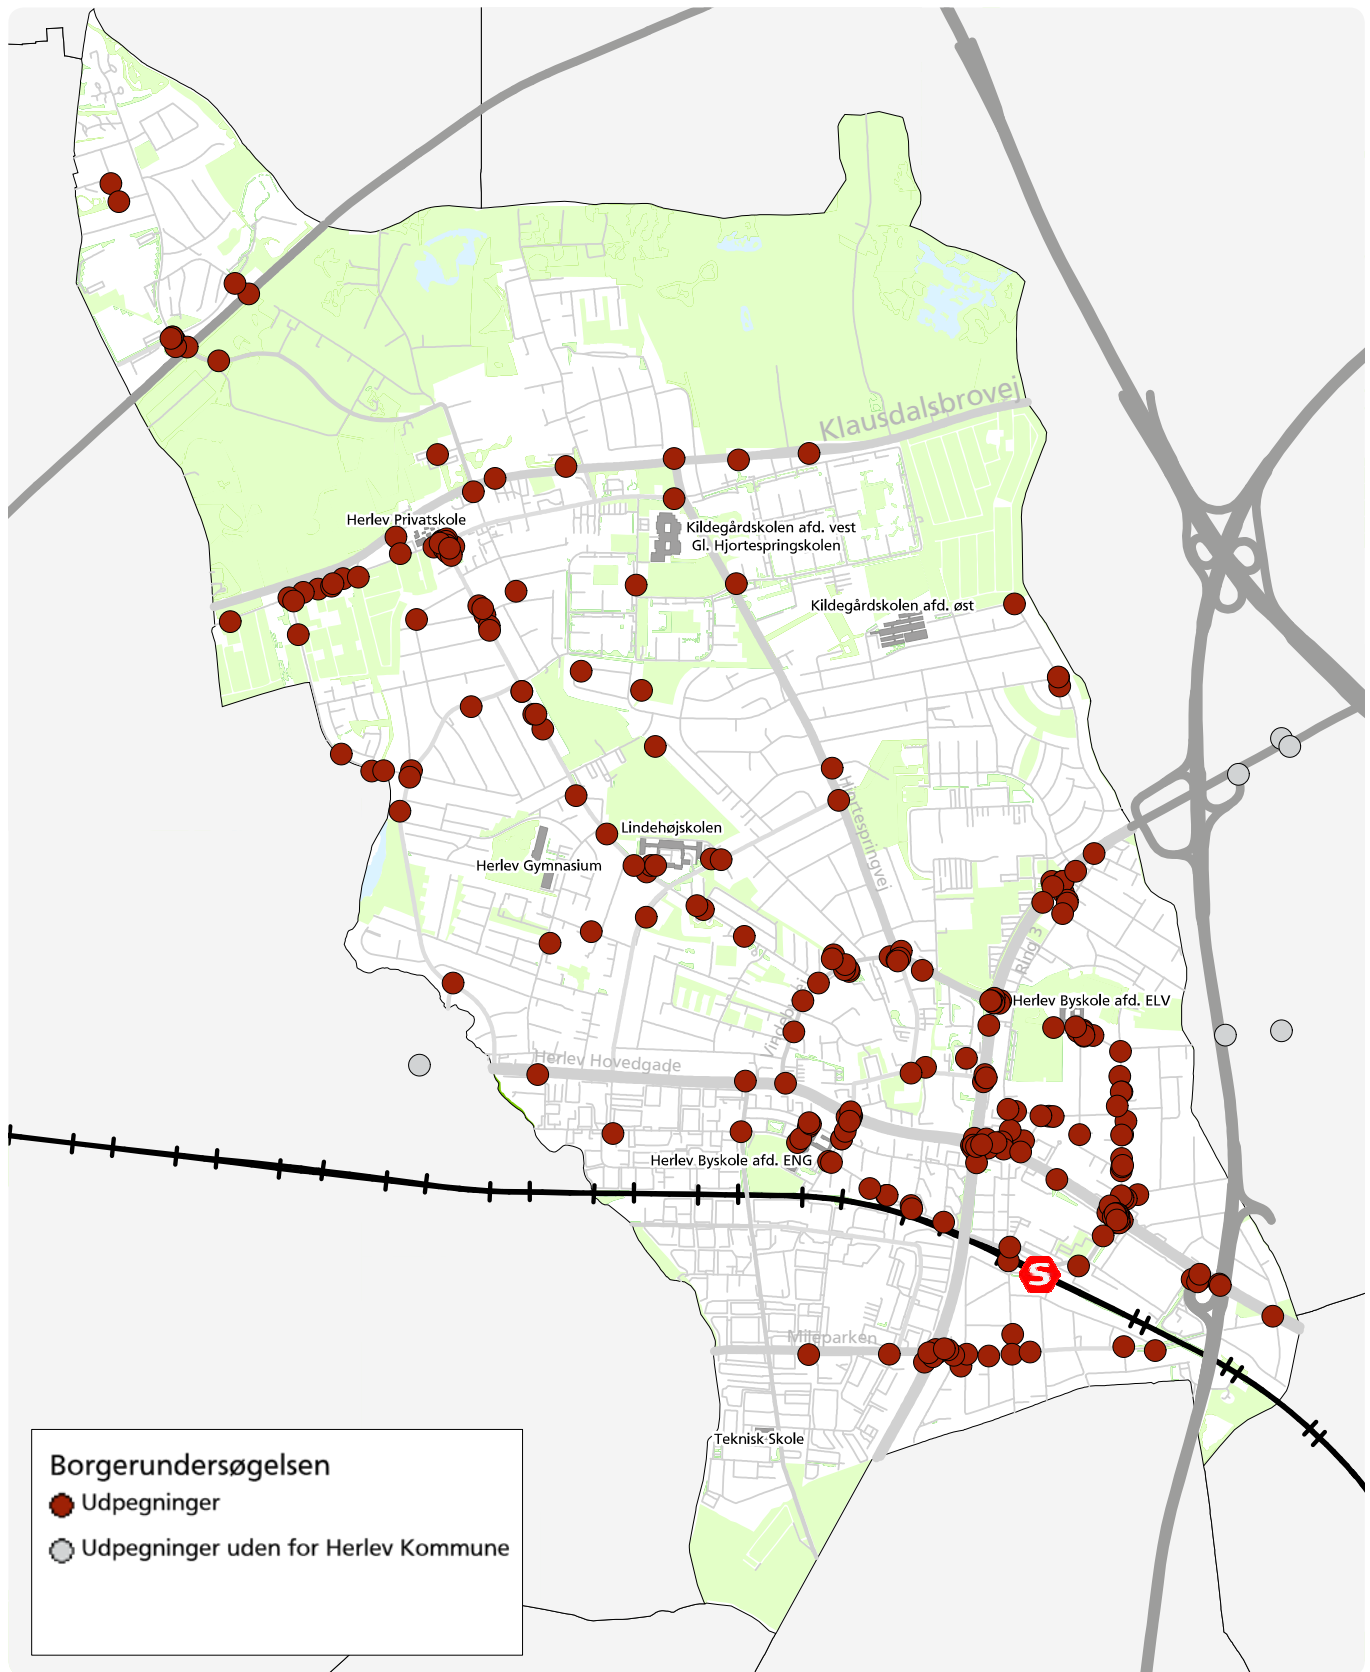 Klausdalsbrovej
Herlev Privatskole
Kildegårdskolen afd. vest
Gl. Hjortespringskolen
Kildegårdskolen afd. øst
Hjortespringvej
Lindehøjskolen
Herlev Gymnasium
Ring 3
Herlev Byskole afd. ELV
Herlev Hovedgade
Herlev Byskole afd. ENG
S
Mileparken
Teknisk Skole
Borgerundersøgelsen
Udpegninger
Udpegninger uden for Herlev Kommune